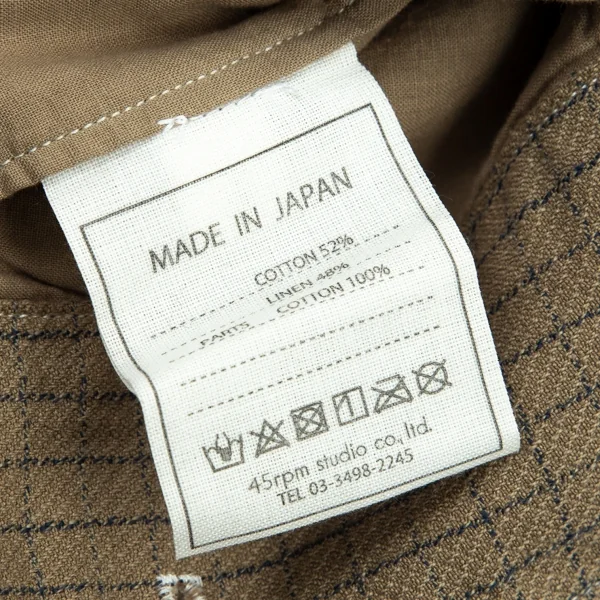 MADE IN JAPAN
COTTON 52%
LINEN 48%
PARTS COTTON 100%
45rpm studio co.,ltd.
TEL 03-3498-2245